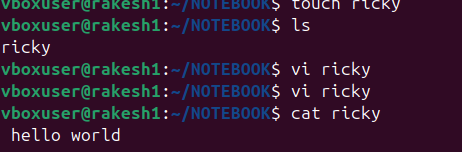 vboxuser@rakesh1:~/NOTEBOOK$ touch ricky
vboxuser@rakesh1:~/NOTEBOOK$ ls
ricky
vboxuser@rakesh1:~/NOTEBOOK$ vi ricky
vboxuser@rakesh1:~/NOTEBOOK$ vi ricky
vboxuser@rakesh1:~/NOTEBOOK$ cat ricky
 hello world